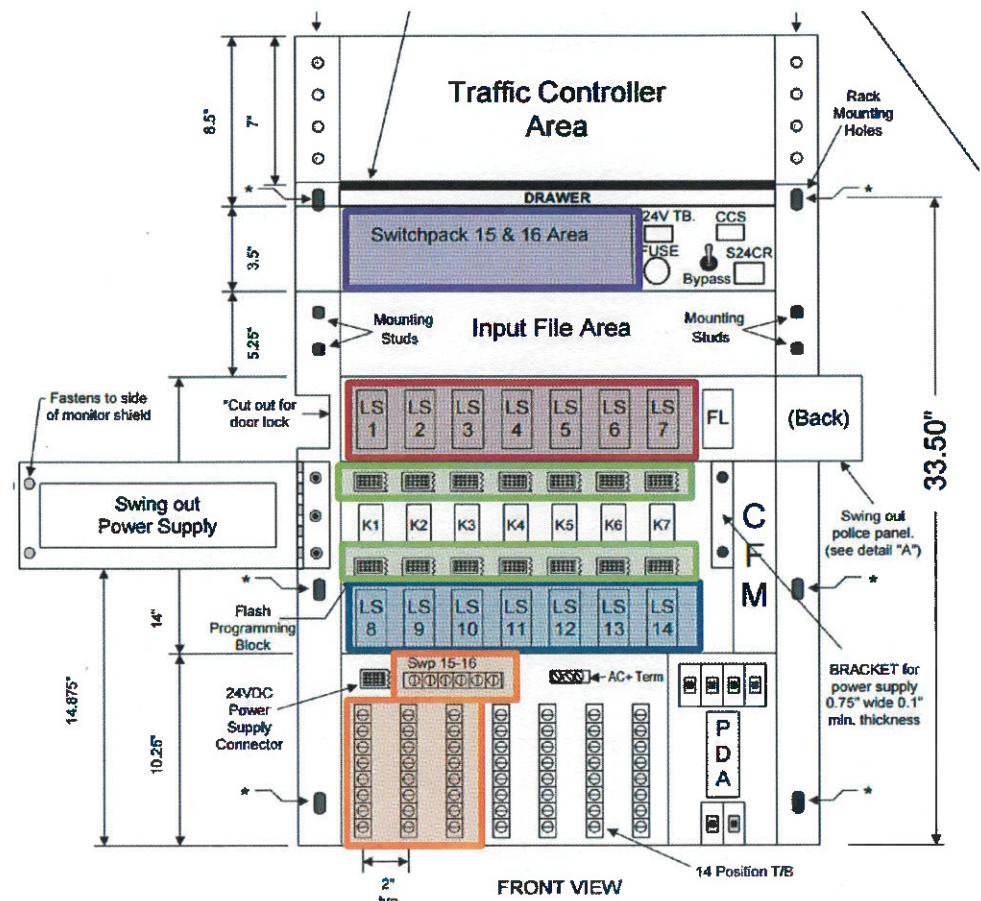 Traffic Controller
Area
Rack
Mounting
Holes
8.5"
7"
*
*
DRAWER
Switchpack 15 & 16 Area
24V TB.
CCS
FUSE
S24CR
Bypass
3.5"
5.25"
Mounting
Studs
Input File Area
Mounting
Studs
Fastens to side
of monitor shield
*Cut out for
door lock
LS
1
LS
2
LS
3
LS
4
LS
5
LS
6
LS
7
FL
(Back)
33.50"
Swing out
Power Supply
K1
K2
K3
K4
K5
K6
K7
C
F
M
Swing out
police panel.
(see detail "A")
*
*
14"
Flash
Programming
Block
LS
8
LS
9
LS
10
LS
11
LS
12
LS
13
LS
14
14.875"
10.25"
24VDC
Power
Supply
Connector
Swp 15-16
AC+ Term
BRACKET for
power supply
0.75" wide 0.1"
min. thickness
P
D
A
*
*
14 Position T/B
2"
FRONT VIEW